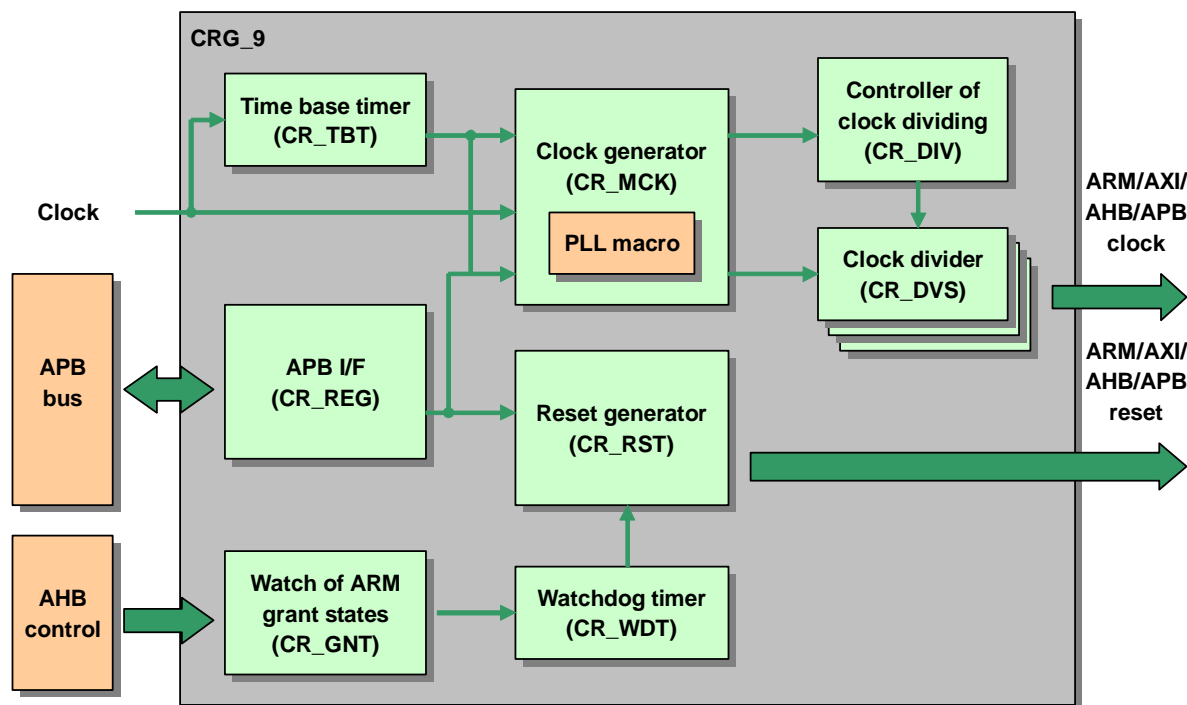 CRG_9
Time base timer
(CR_TBT)
Clock generator
(CR_MCK)
PLL macro
Controller of
clock dividing
(CR_DIV)
Clock
Clock divider
(CR_DVS)
ARM/AXI/
AHB/APB
clock
APB
bus
APB I/F
(CR_REG)
Reset generator
(CR_RST)
ARM/AXI/
AHB/APB
reset
AHB
control
Watch of ARM
grant states
(CR_GNT)
Watchdog timer
(CR_WDT)